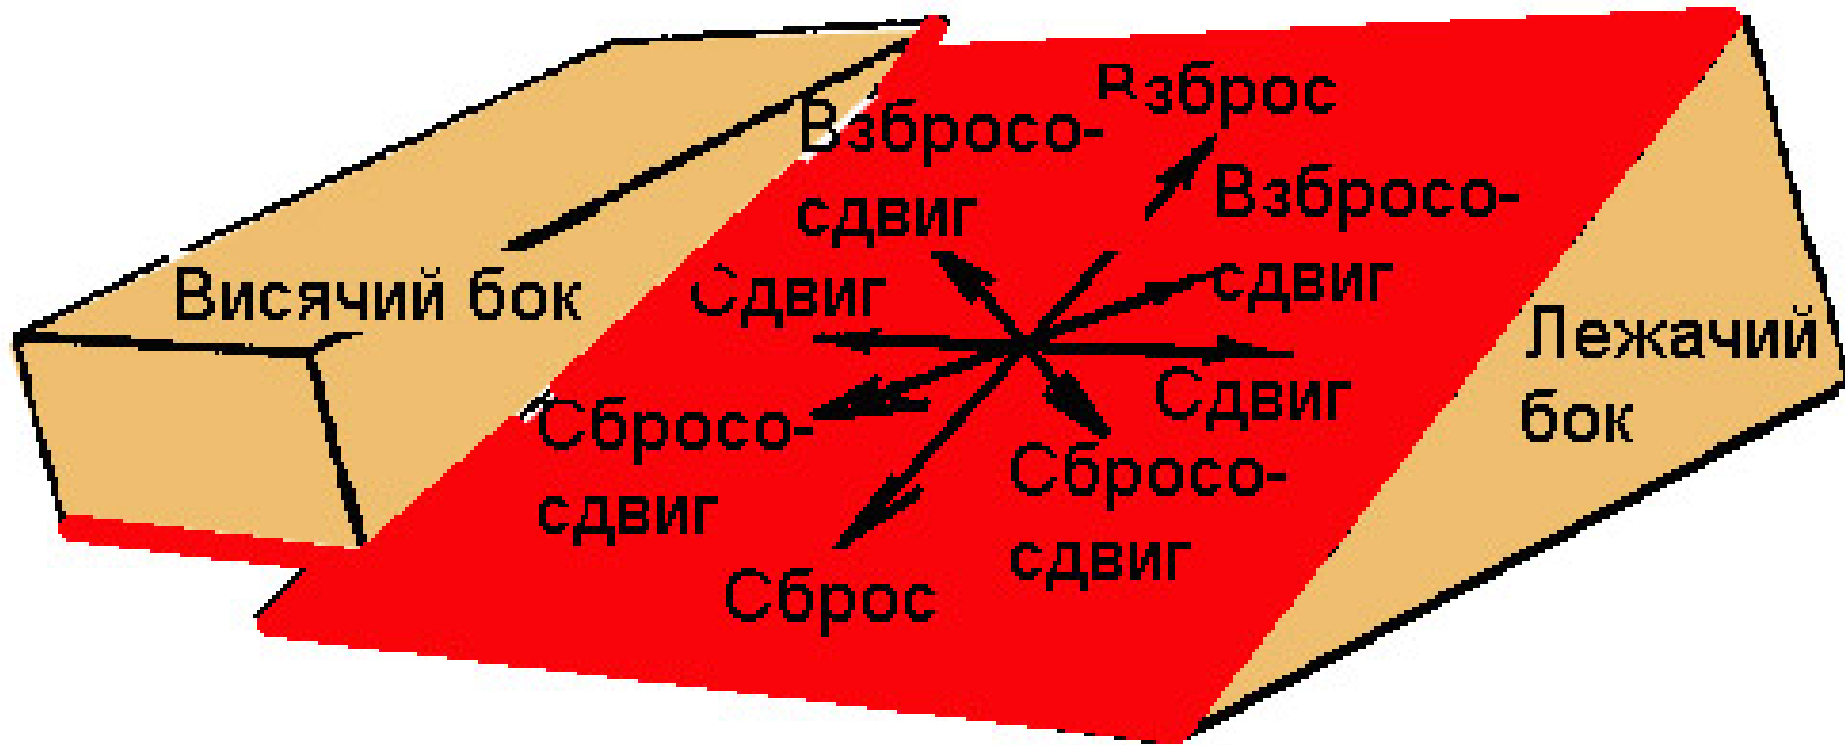 Взброс
Взбросо-
сдвиг
Взбросо-
сдвиг
Висячий бок
Сдвиг
Лежачий
бок
Сдвиг
Сбросо-
сдвиг
Сбросо-
сдвиг
Сброс